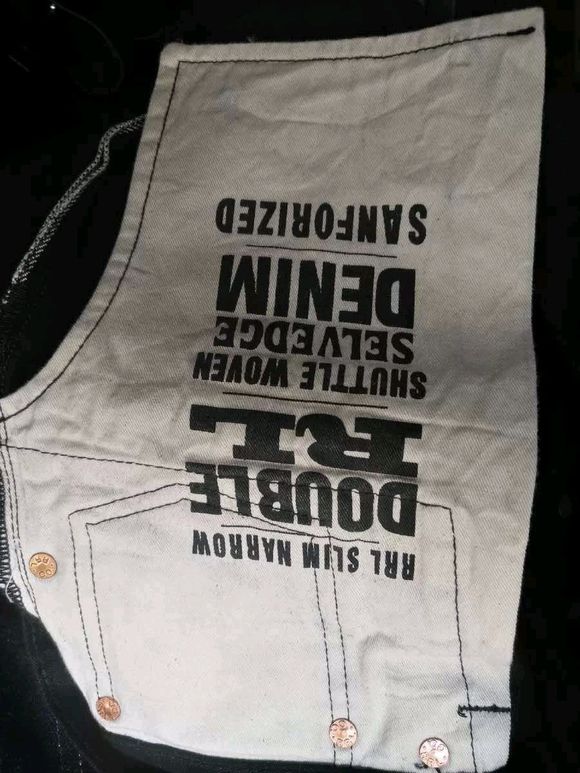 RRL SLIM NARROW
DOUBLE
RL
SHUTTLE WOVEN
SELVEDGE
DENIM
SANFORIZED